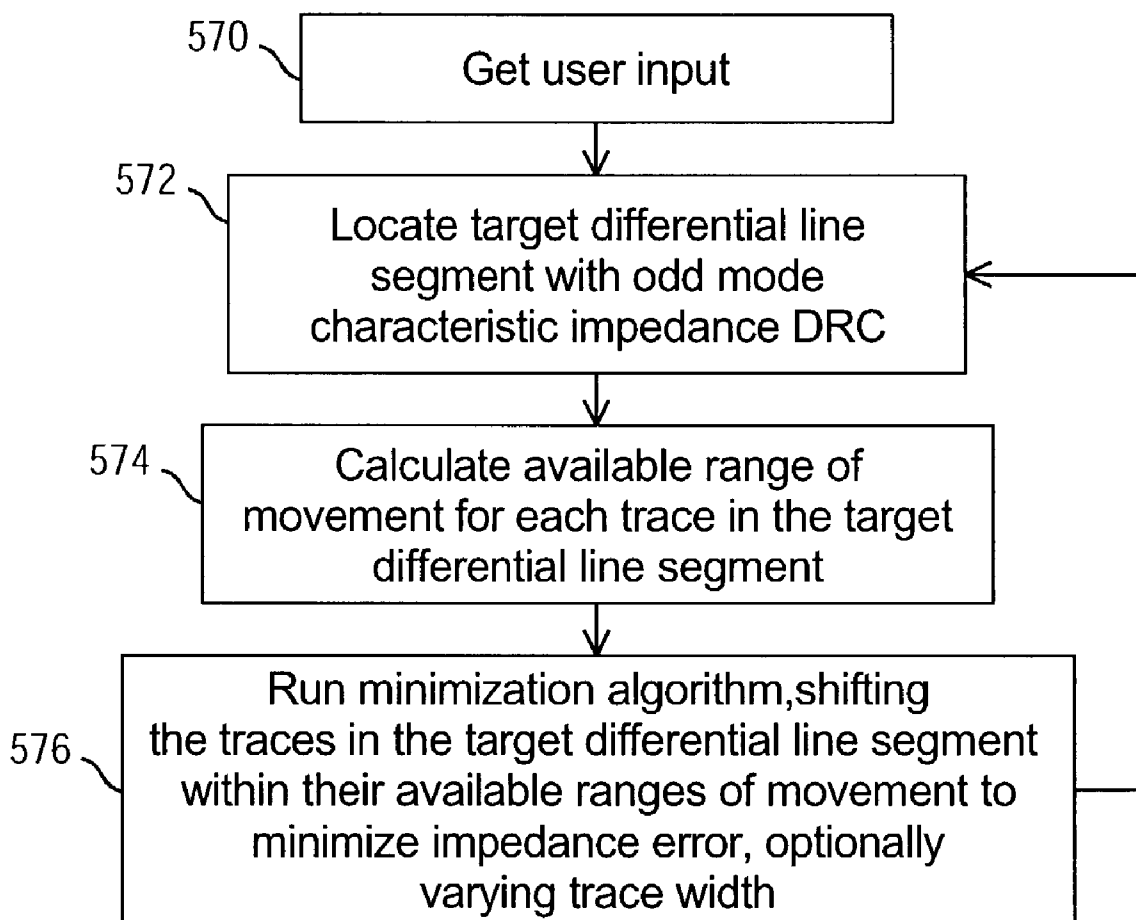 570
Get user input
572
Locate target differential line
segment with odd mode
characteristic impedance DRC
574
Calculate available range of
movement for each trace in the target
differential line segment
576
Run minimization algorithm,shifting
the traces in the target differential line segment
within their available ranges of movement to
minimize impedance error, optionally
varying trace width